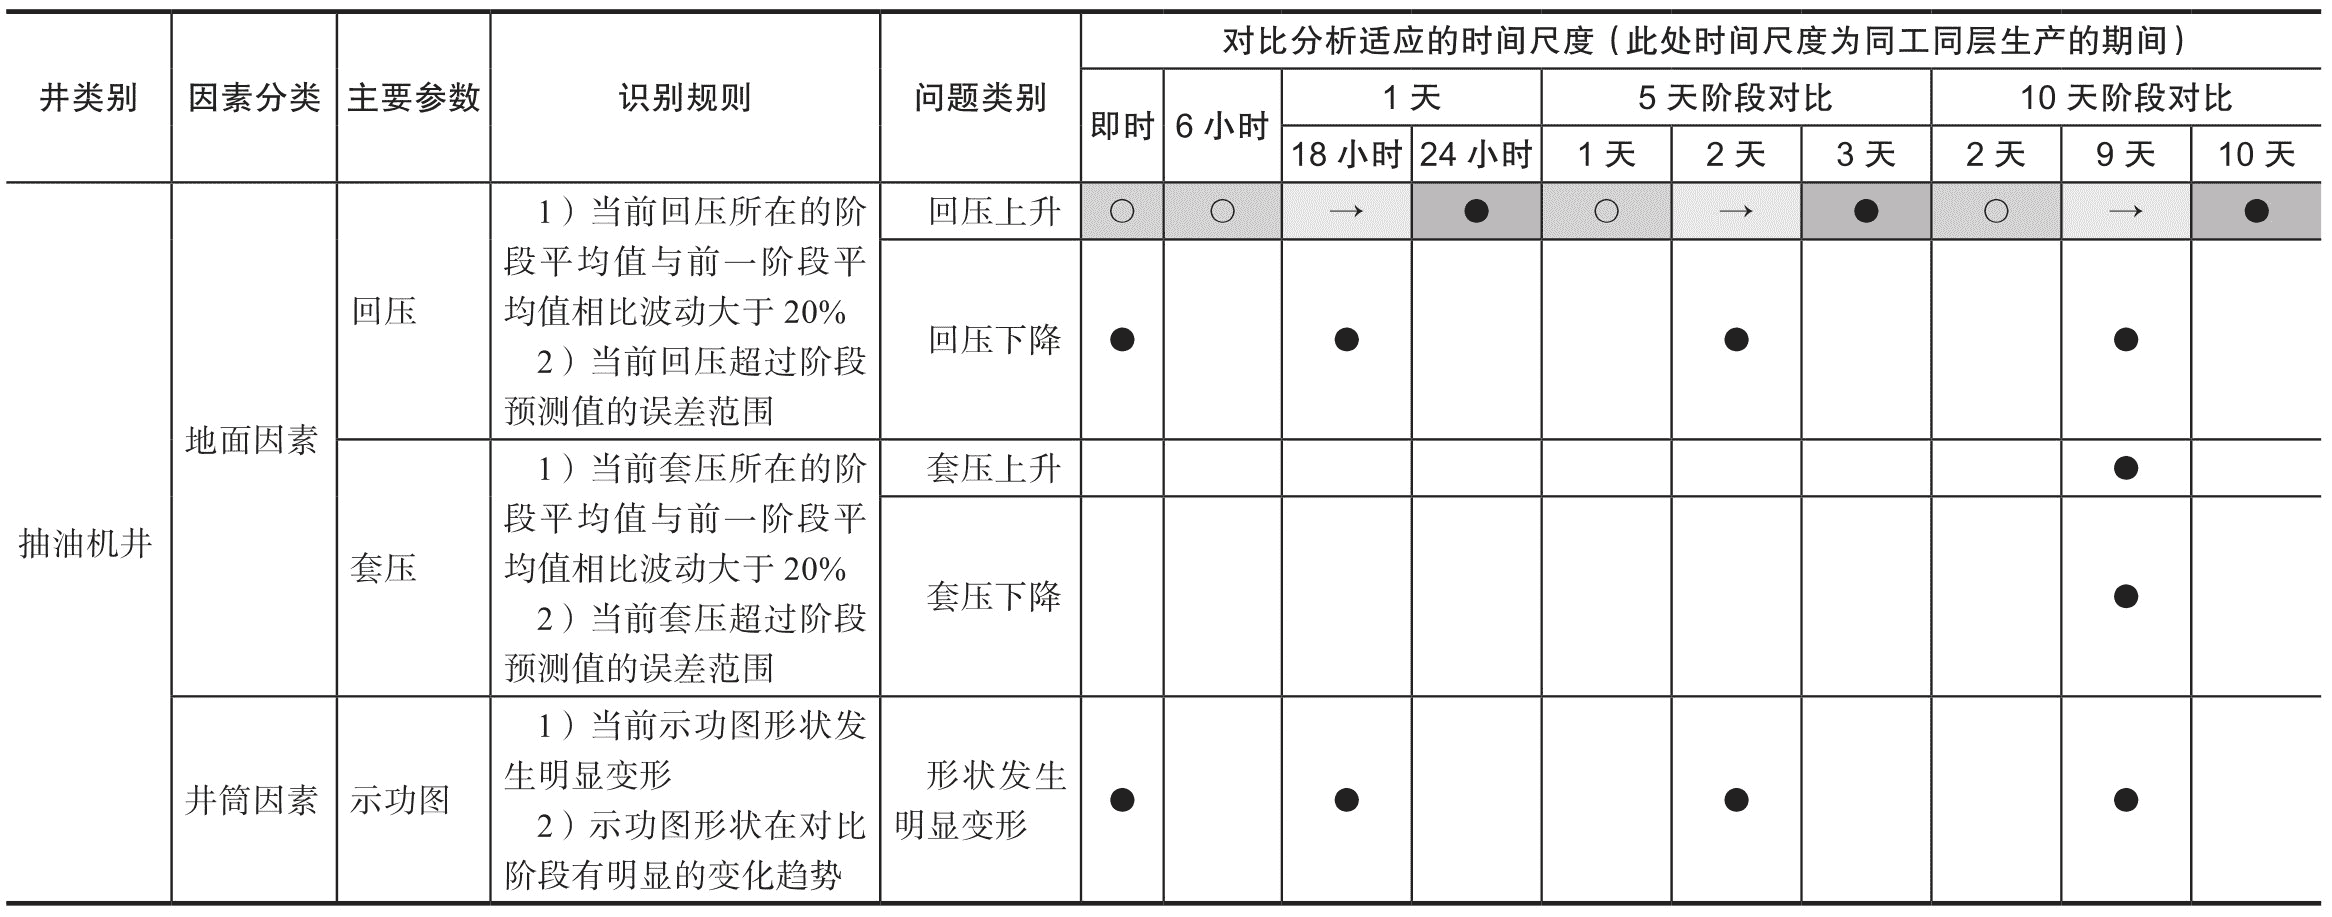 对比分析适应的时间尺度（此处时间尺度为同工同层生产的期间）
井类别 因素分类 主要参数 识别规则 问题类别
即时 6 小时 1 天 5 天阶段对比 10 天阶段对比
18 小时 24 小时 1 天 2 天 3 天 2 天 9 天 10 天
抽油机井
地面因素
回压
1）当前回压所在的阶
段平均值与前一阶段平
均值相比波动大于 20%
2）当前回压超过阶段
预测值的误差范围
回压上升 ○ ○ → ● ○ → ● ○ → ●
回压下降 ● ● ● ●
套压
1）当前套压所在的阶
段平均值与前一阶段平
均值相比波动大于 20%
2）当前套压超过阶段
预测值的误差范围
套压上升 ●
套压下降 ●
井筒因素
示功图
1）当前示功图形状发
生明显变形
2）示功图形状在对比
阶段有明显的变化趋势
形状发生
明显变形
● ● ● ●